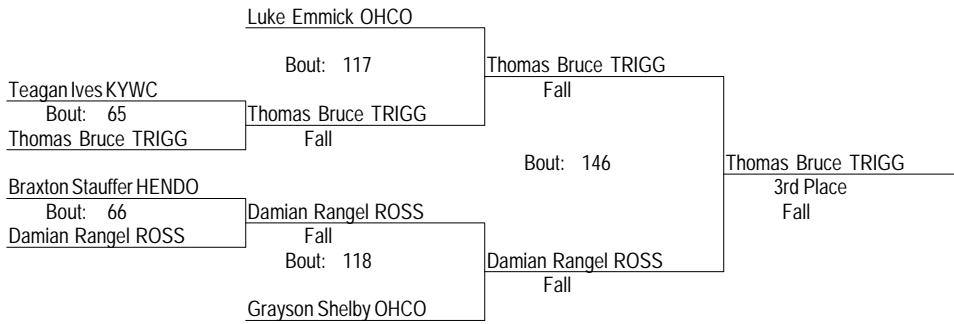 Luke Emmick OHCO
Bout: 117
Thomas Bruce TRIGG
Fall
Teagan Ives KYWC
Bout: 65
Thomas Bruce TRIGG
Thomas Bruce TRIGG
Fall
Bout: 146
Thomas Bruce TRIGG
3rd Place
Fall
Braxton Stauffer HENDO
Bout: 66
Damian Rangel ROSS
Damian Rangel ROSS
Fall
Bout: 118
Damian Rangel ROSS
Fall
Grayson Shelby OHCO